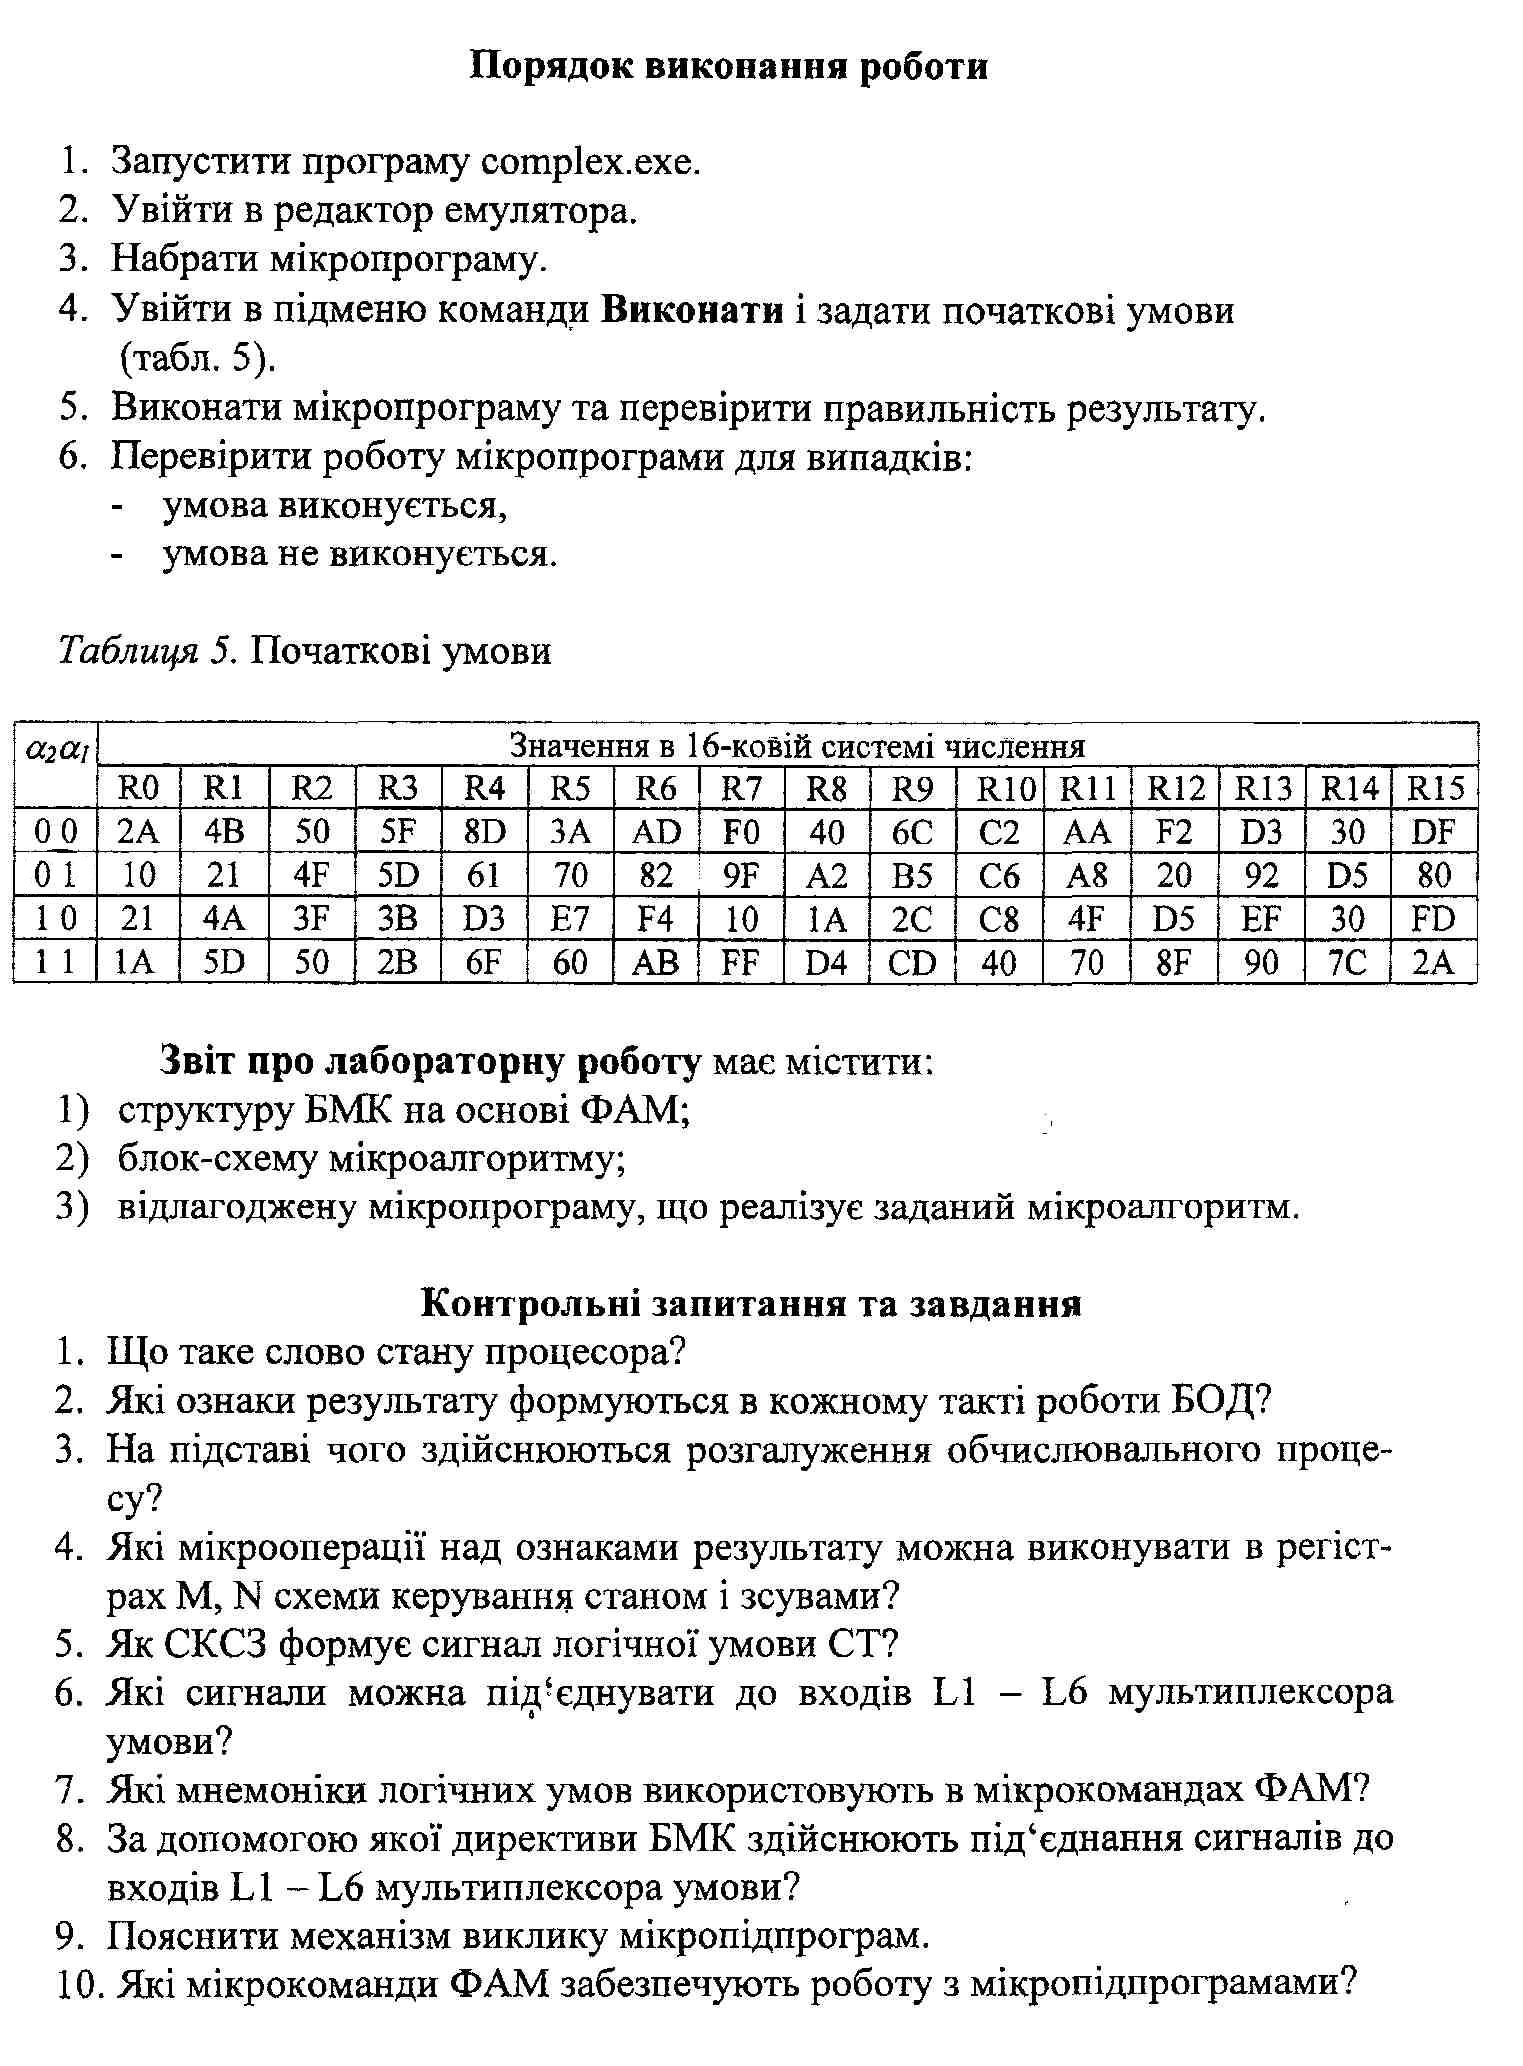 Порядок виконання роботи
1. Запустити програму complex.exe.
2. Увійти в редактор емулятора.
3. Набрати мікропрограму.
4. Увійти в підменю команди Виконати і задати початкові умови
(табл. 5).
5. Виконати мікропрограму та перевірити правильність результату.
6. Перевірити роботу мікропрограми для випадків:
- умова виконується,
- умова не виконується.
Таблиця 5. Початкові умови
α2α1 Значення в 16-ковій системі числення
R0 R1 R2 R3 R4 R5 R6 R7 R8 R9 R10 R11 R12 R13 R14 R15
0 0 2A 4B 50 5F 8D 3A AD F0 40 6C C2 AA F2 D3 30 DF
0 1 10 21 4F 5D 61 70 82 9F A2 B5 C6 A8 20 92 D5 80
1 0 21 4A 3F 3B D3 E7 F4 10 1A 2C C8 4F D5 EF 30 FD
1 1 1A 5D 50 2B 6F 60 AB FF D4 CD 40 70 8F 90 7C 2A
Звіт про лабораторну роботу має містити:
1) структуру БМК на основі ФАМ;
2) блок-схему мікроалгоритму;
3) відлагоджену мікропрограму, що реалізує заданий мікроалгоритм.
Контрольні запитання та завдання
1. Що таке слово стану процесора?
2. Які ознаки результату формуються в кожному такті роботи БОД?
3. На підставі чого здійснюються розгалуження обчислювального проце-
су?
4. Які мікрооперації над ознаками результату можна виконувати в регіст-
рах M, N схеми керування станом і зсувами?
5. Як СКСЗ формує сигнал логічної умови СТ?
6. Які сигнали можна під‘єднувати до входів L1 – L6 мультиплексора
умови?
7. Які мнемоніки логічних умов використовують в мікрокомандах ФАМ?
8. За допомогою якої директиви БМК здійснюють під‘єднання сигналів до
входів L1 – L6 мультиплексора умови?
9. Пояснити механізм виклику мікропідпрограм.
10. Які мікрокоманди ФАМ забезпечують роботу з мікропідпрограмами?